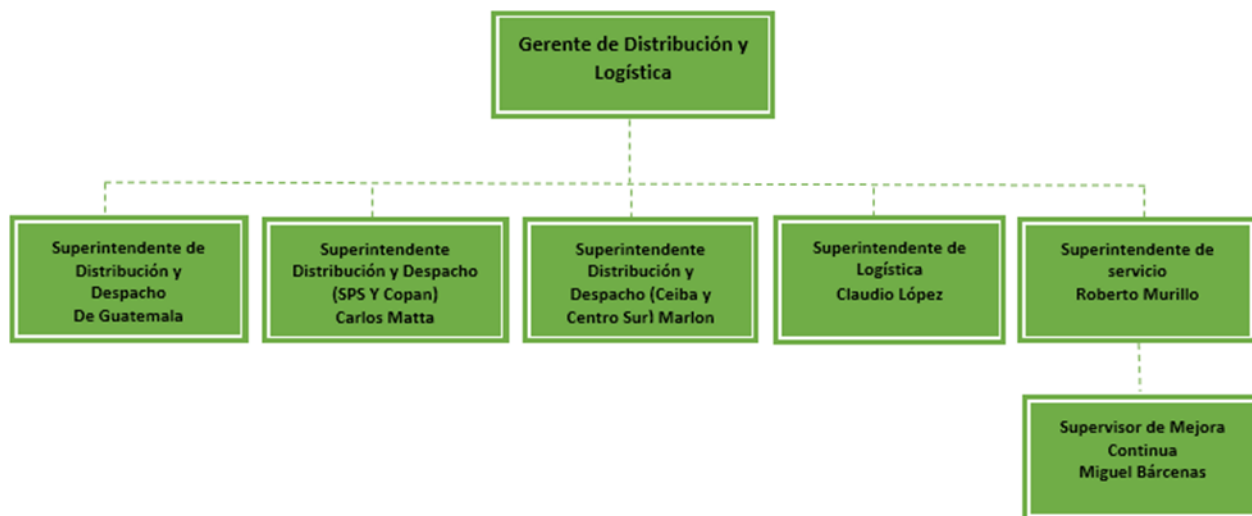 Gerente de Distribución y
Logística
Superintendente de
Distribución y
Despacho
De Guatemala
Superintendente
Distribución y Despacho
(SPS Y Copan)
Carlos Matta
Superintendente
Distribución y
Despacho (Ceiba y
Centro Sur) Marlon
Superintendente de
Logística
Claudio López
Superintendente de
servicio
Roberto Murillo
Supervisor de Mejora
Continua
Miguel Bárcenas